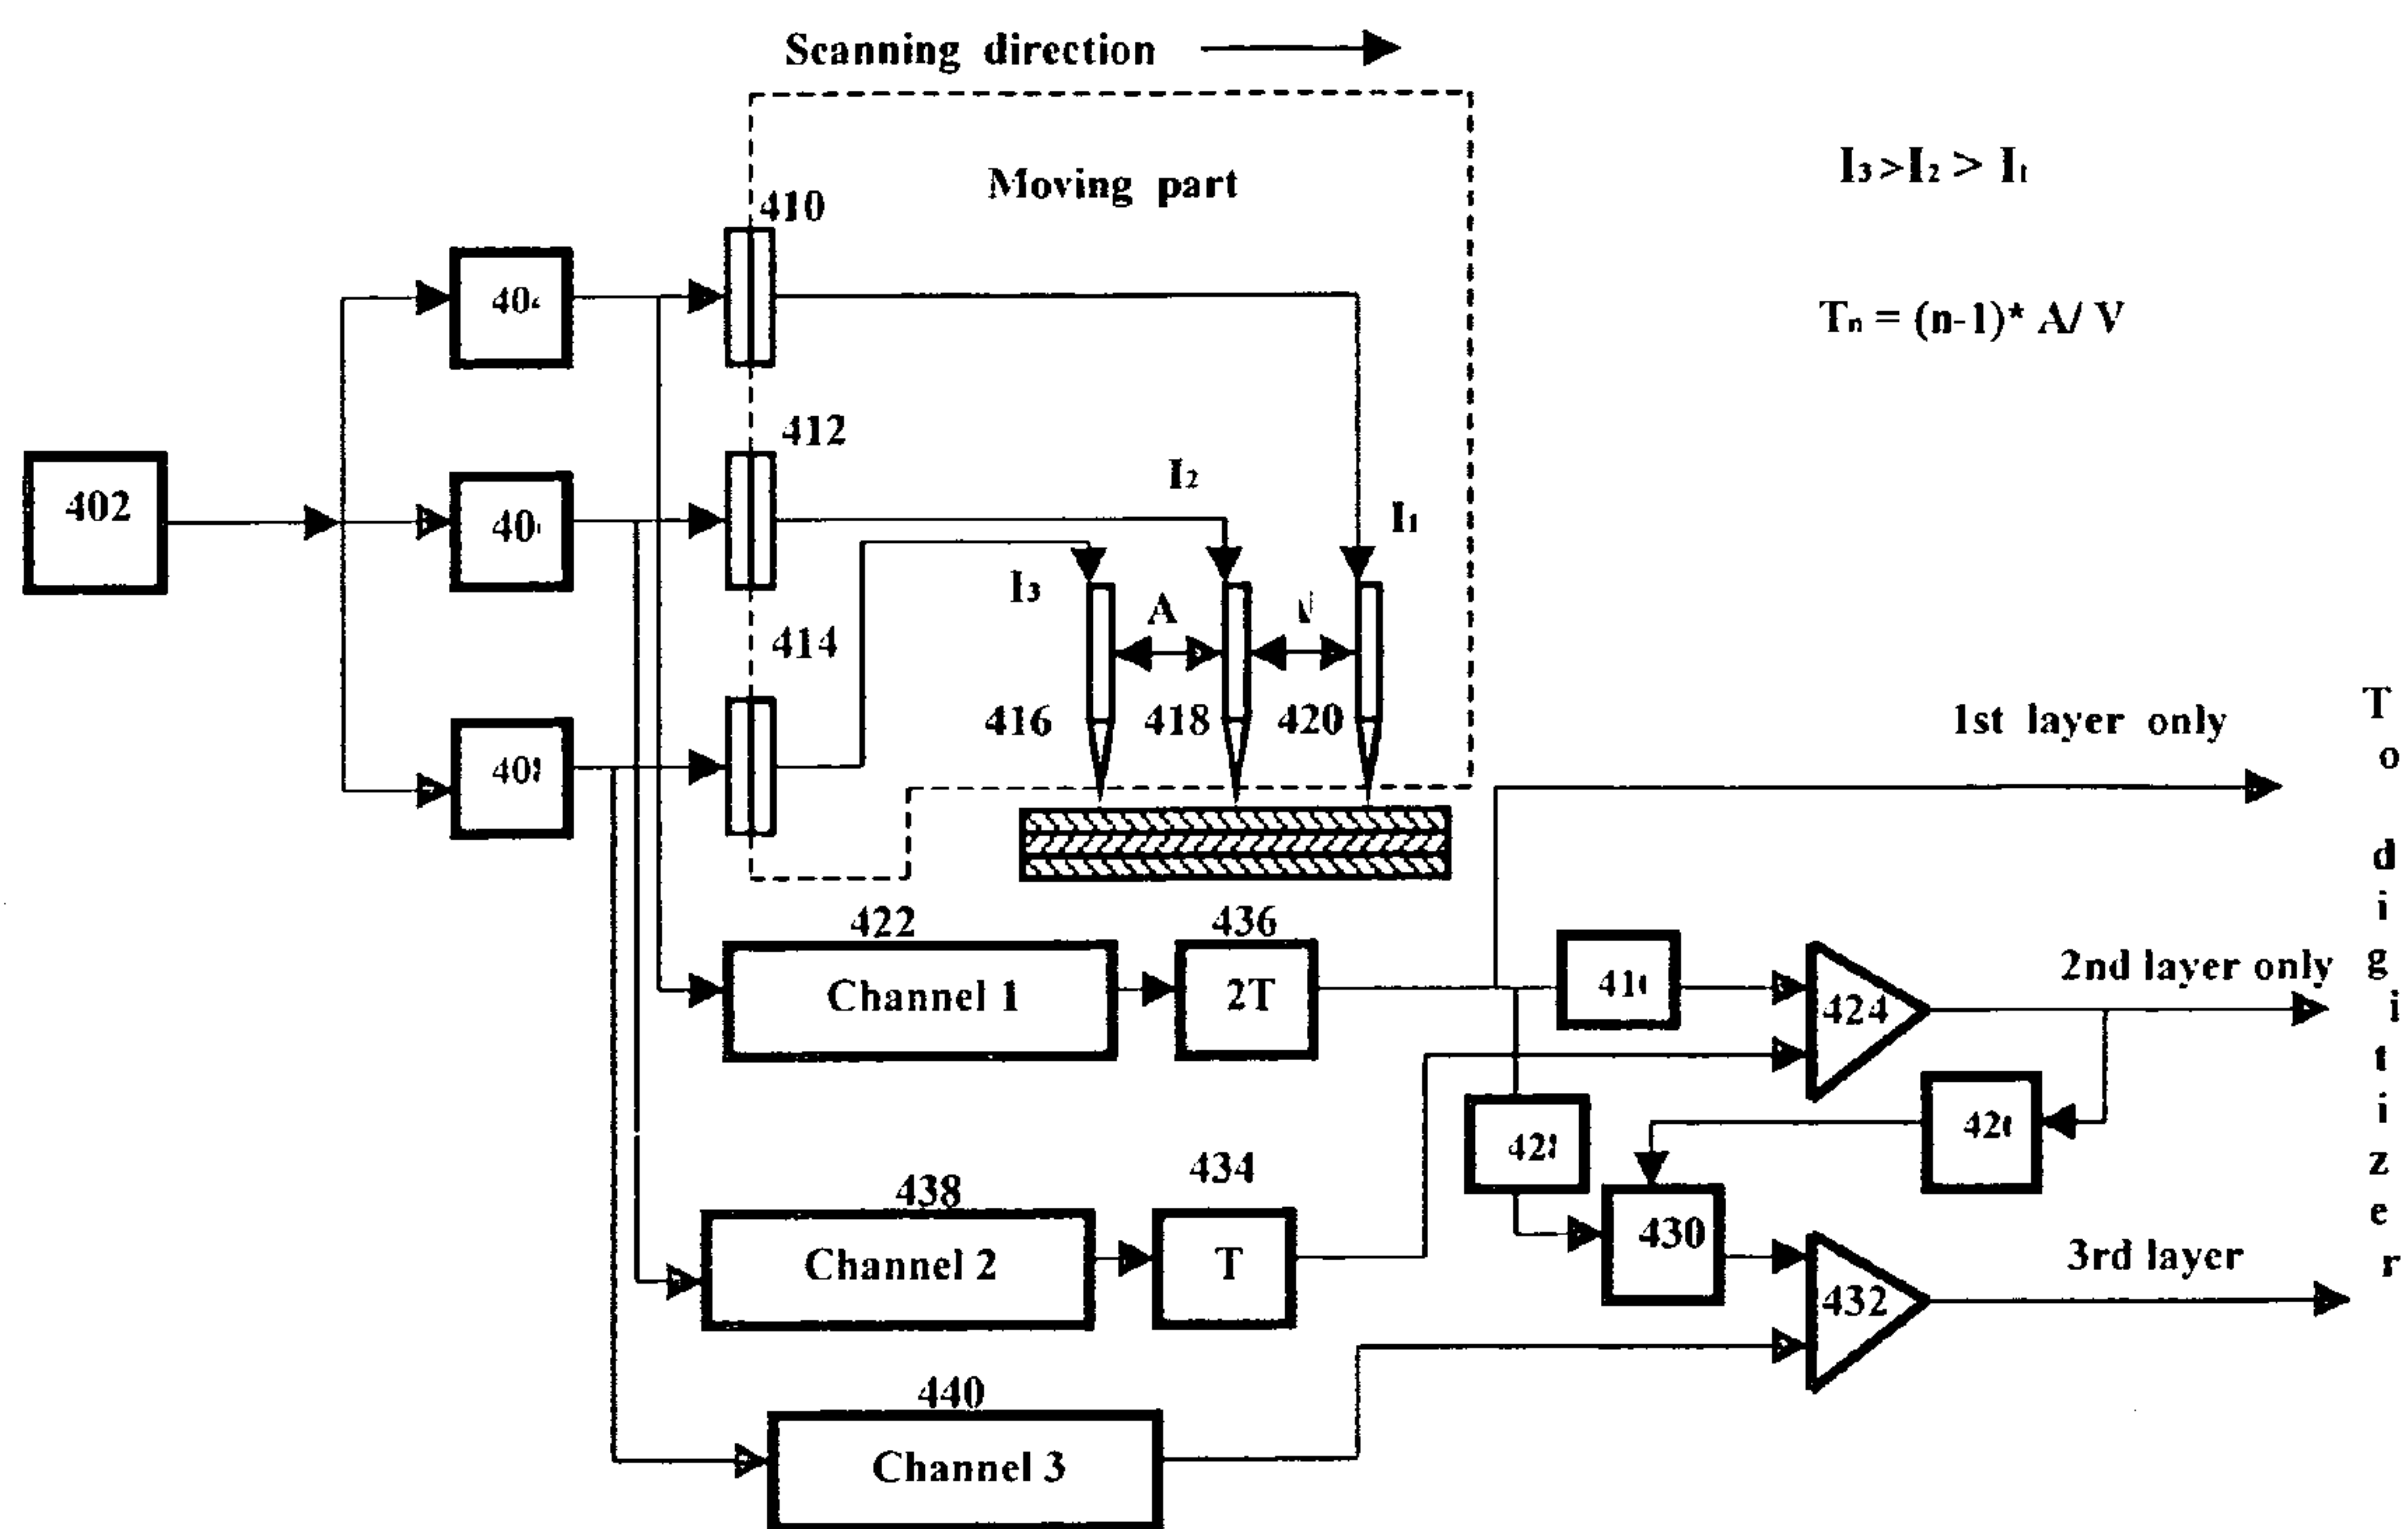 Scanning direction
Moving part
I3 >I2 > I1
Tn = (n-1)* A/ V
410
412
414
402
I2
I1
I3
A
416
418
420
1st layer only
To digitizer
422
Channel 1
436
2T
424
2nd layer only
438
Channel 2
434
T
430
432
3rd layer
440
Channel 3